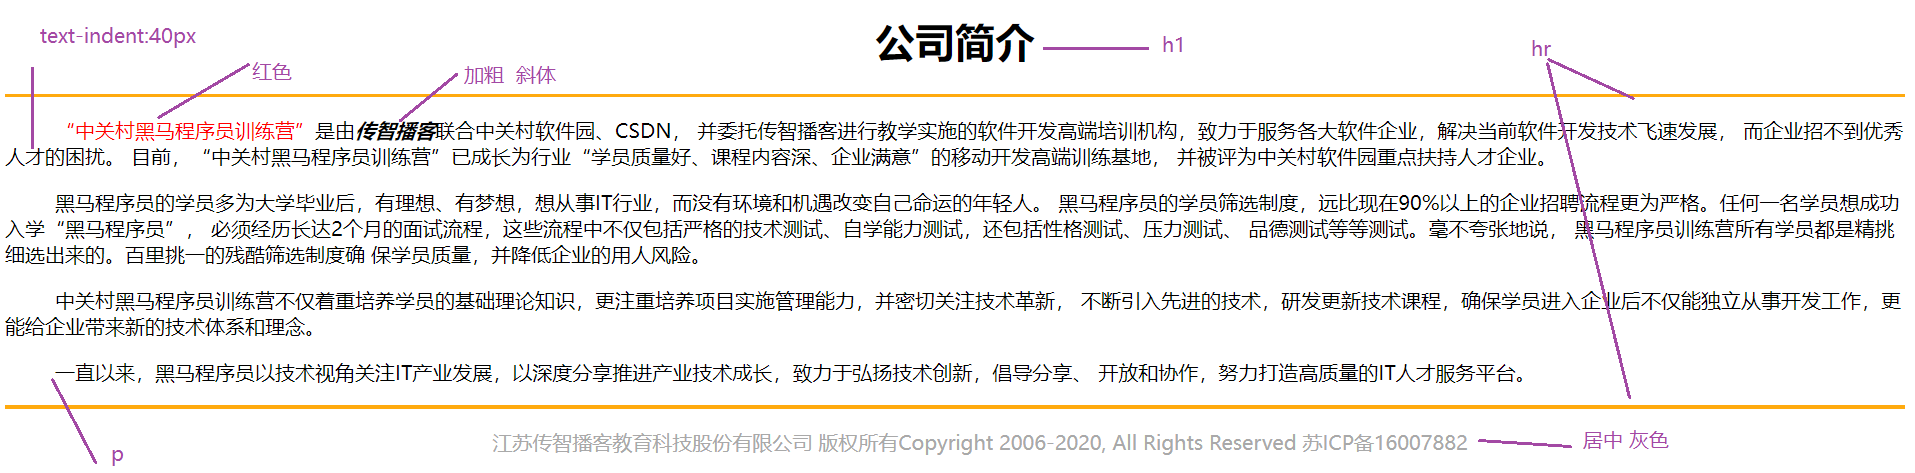 text-indent:40px
公司简介
h1
hr
红色
加粗 斜体
“中关村黑马程序员训练营”是由传智播客联合中关村软件园、CSDN， 并委托传智播客进行教学实施的软件开发高端培训机构，致力于服务各大软件企业，解决当前软件开发技术飞速发展， 而企业招不到优秀
人才的困扰。 目前，“中关村黑马程序员训练营”已成长为行业“学员质量好、课程内容深、企业满意”的移动开发高端训练基地， 并被评为中关村软件园重点扶持人才企业。
黑马程序员的学员多为大学毕业后，有理想、有梦想，想从事IT行业，而没有环境和机遇改变自己命运的年轻人。 黑马程序员的学员筛选制度，远比现在90%以上的企业招聘流程更为严格。任何一名学员想成功
入学“黑马程序员”， 必须经历长达2个月的面试流程，这些流程中不仅包括严格的技术测试、自学能力测试，还包括性格测试、压力测试、 品德测试等等测试。毫不夸张地说， 黑马程序员训练营所有学员都是精挑
细选出来的。百里挑一的残酷筛选制度确 保学员质量，并降低企业的用人风险。
中关村黑马程序员训练营不仅着重培养学员的基础理论知识，更注重培养项目实施管理能力，并密切关注技术革新， 不断引入先进的技术，研发更新技术课程，确保学员进入企业后不仅能独立从事开发工作，更
能给企业带来新的技术体系和理念。
一直以来，黑马程序员以技术视角关注IT产业发展，以深度分享推进产业技术成长，致力于弘扬技术创新，倡导分享、 开放和协作，努力打造高质量的IT人才服务平台。
江苏传智播客教育科技股份有限公司 版权所有Copyright 2006-2020, All Rights Reserved 苏ICP备16007882
居中 灰色
p